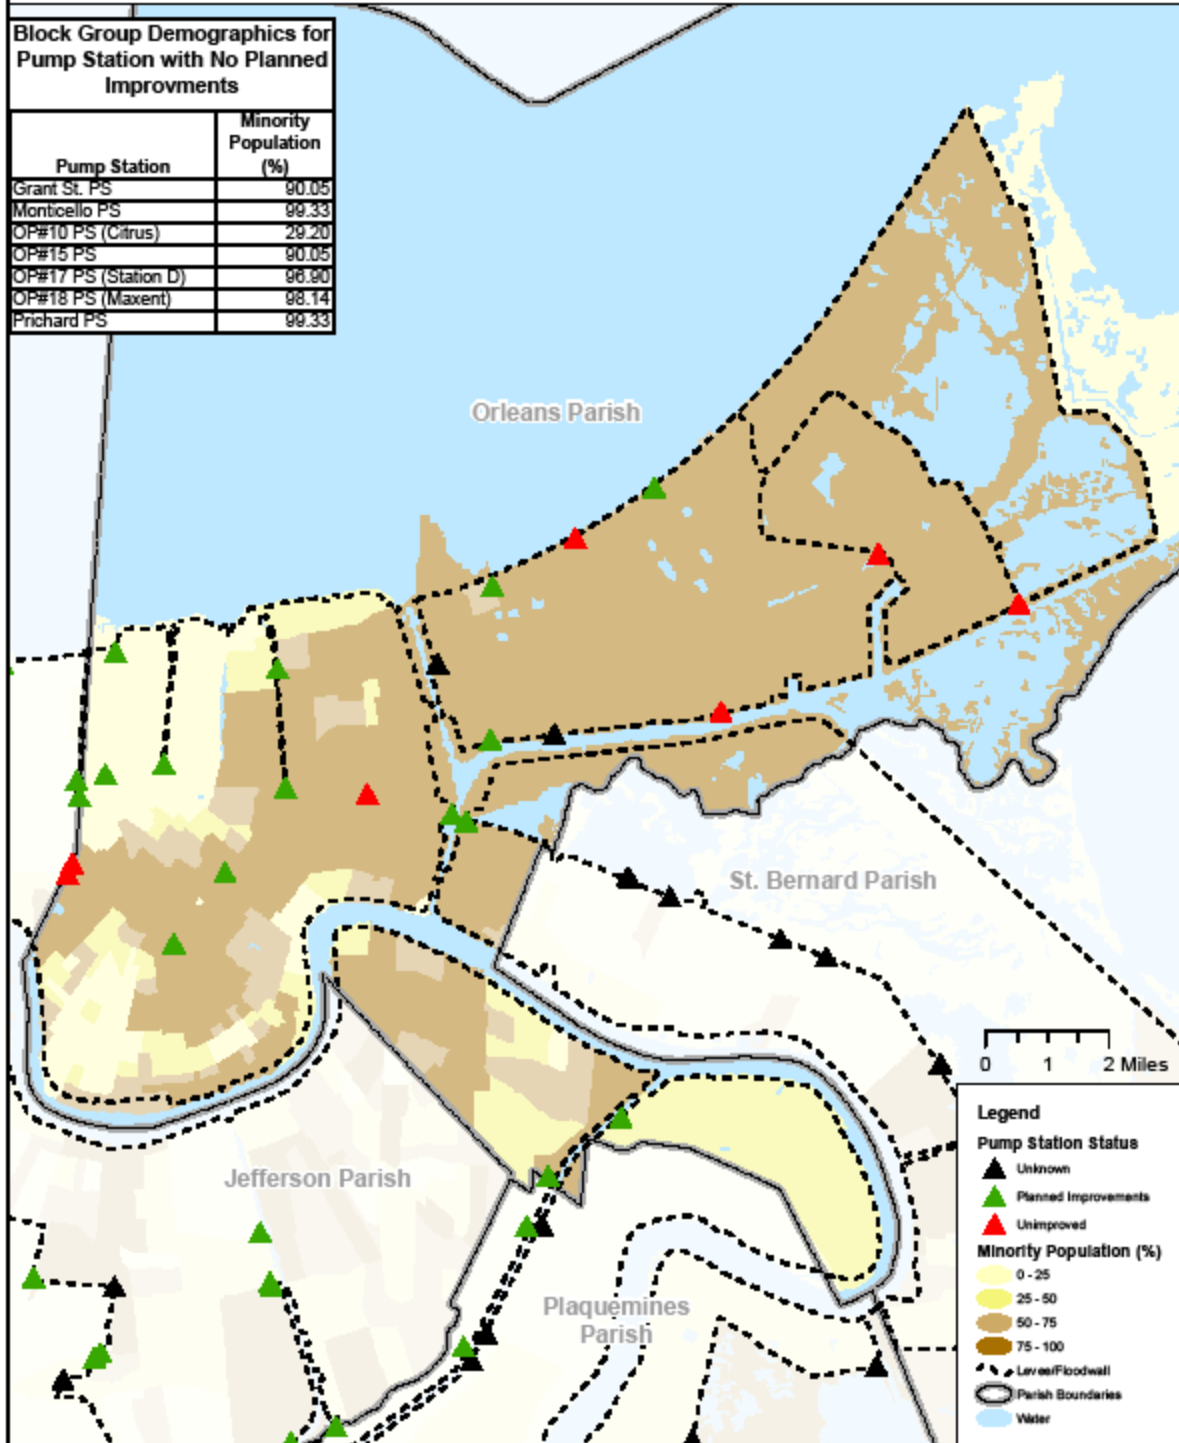 Block Group Demographics for
Pump Station with No Planned
Improvments
Pump Station
Minority
Population
(%)
Grant St. PS 90.05
Monticello PS 99.33
OP#10 PS (Citrus) 29.20
OP#15 PS 90.05
OP#17 PS (Station D) 96.90
OP#18 PS (Maxent) 98.14
Prichard PS 99.33
Orleans Parish
St. Bernard Parish
0 1 2 Miles
Jefferson Parish
Plaquemines
Parish
Legend
Pump Station Status
Unknown
Planned Improvements
Unimproved
Minority Population (%)
0 - 25
25 - 50
50 - 75
75 - 100
Levee/Floodwall
Parish Boundaries
Water